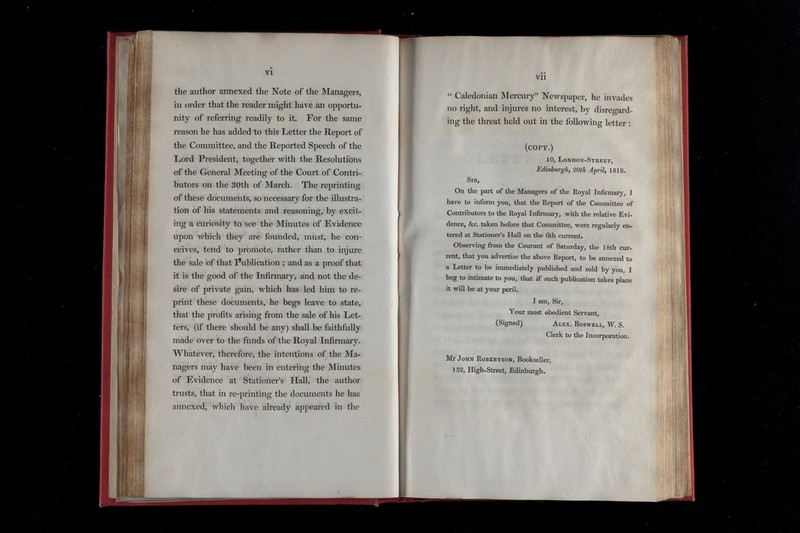 vi
the author annexed the Note of the Managers,
in order that the reader might have an opportu-
nity of referring readily to it. For the same
reason he has added to this Letter the Report of
the Committee, and the Reported Speech of the
Lord President, together with the Resolutions
of the General Meeting of the Court of Contri-
butors on the 30th of March. The reprinting
of these documents, so necessary for the illustra-
tion of his statements and reasoning, by excit-
ing a curiosity to see the Minutes of Evidence
upon which they are founded, must, he con-
ceives, tend to promote, rather than to injure
the sale of that Publication ; and as a proof that
it is the good of the Infirmary, and not the de-
sire of private gain, which has led him to re-
print these documents, he begs leave to state,
that the profits arising from the sale of his Let-
ters, (if there should be any) shall be faithfully
made over to the funds of the Royal Infirmary.
Whatever, therefore, the intentions of the Ma-
nagers may have been in entering the Minutes
of Evidence at Stationer's Hall, the author
trusts, that in re-printing the documents he has
annexed, which have already appeared in the
vii
“ Caledonian Mercury” Newspaper, he invades
no right, and injures no interest, by disregard-
ing the threat held out in the following letter :
(COPY.)
10, London-Street,
Edinburgh, 20th April, 1818.
Sir,
On the part of the Managers of the Royal Infirmary, I
have to inform you, that the Report of the Committee of
Contributors to the Royal Infirmary, with the relative Evi-
dence, &c. taken before that Committee, were regularly en-
tered at Stationer's Hall on the 6th current.
Observing from the Courant of Saturday, the 18th cur-
rent, that you advertise the above Report, to be annexed to
a Letter to be immediately published and sold by you, I
beg to intimate to you, that if such publication takes place
it will be at your peril.
I am, Sir,
Your most obedient Servant,
(Signed) Alex. Boswell, W. S.
Clerk to the Incorporation.
Mr John Robertson, Bookseller,
132, High-Street, Edinburgh.